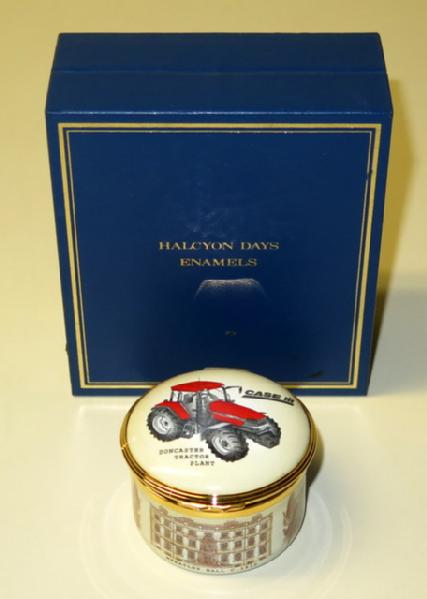 HALCYON DAYS
ENAMELS
CASE IH
DONCASTER
TRACTOR
PLANT